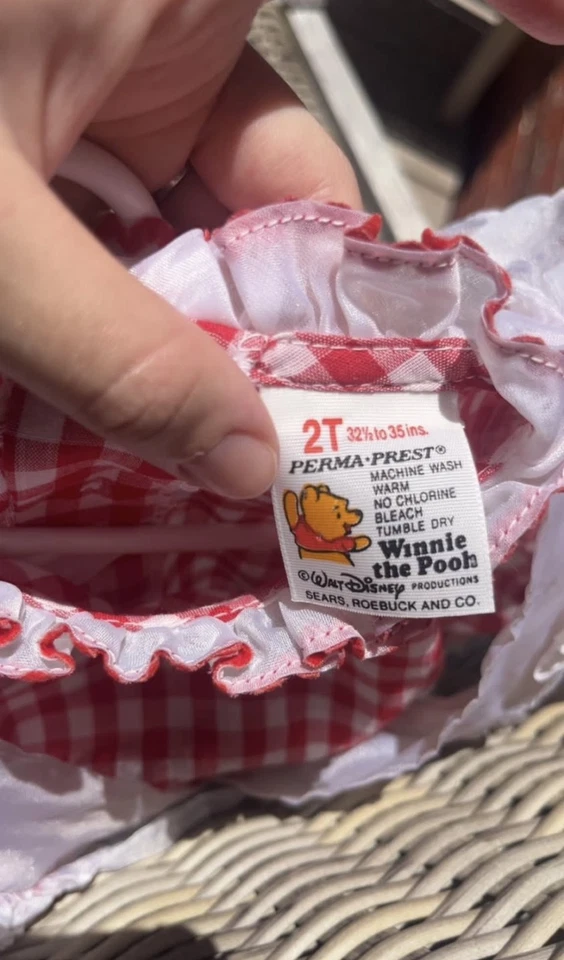 2T 32½ to 35 ins.
PERMA·PREST®
MACHINE WASH
WARM
NO CHLORINE
BLEACH
TUMBLE DRY
Winnie
the Pooh
© WALT DISNEY PRODUCTIONS
SEARS, ROEBUCK AND CO.